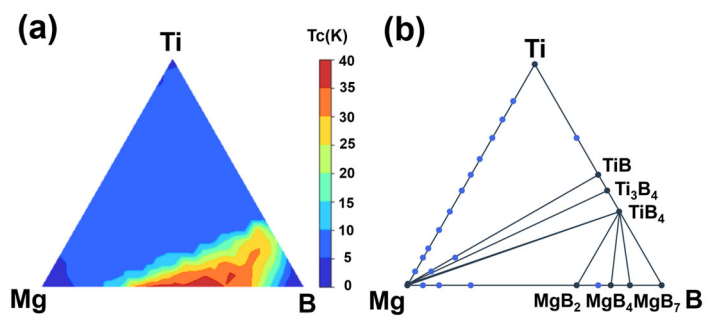 (a)
Ti
Tc(K)
40
35
30
25
20
15
10
5
0
Mg
B
(b)
Ti
TiB
Ti₃B₄
TiB₄
Mg
MgB₂ MgB₄ MgB₇ B